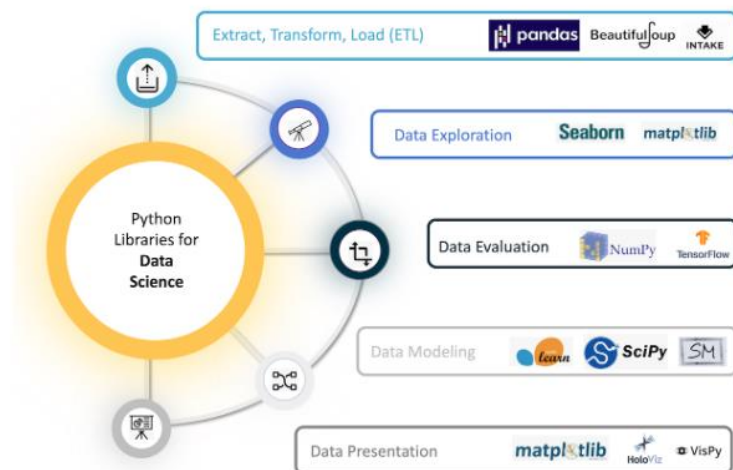 Extract, Transform, Load (ETL) pandas BeautifulSoup INTAKE
Data Exploration Seaborn matplotlib
Python
Libraries for
Data
Science
Data Evaluation NumPy TensorFlow
Data Modeling learn SciPy SM
Data Presentation matplotlib HoloViz VisPy